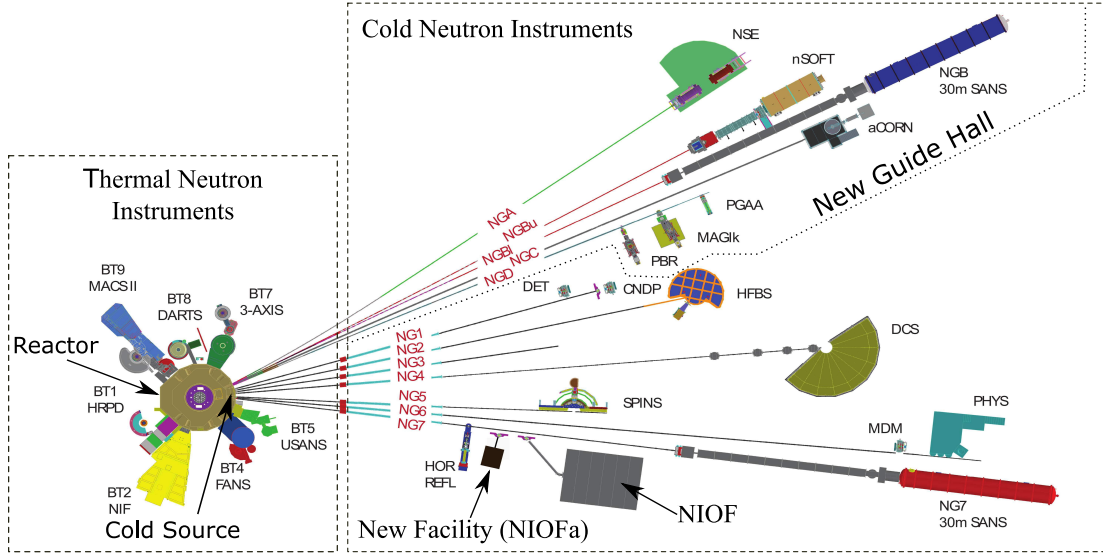 Cold Neutron Instruments
NSE
nSOFT
NGB
30m SANS
aCORN
New Guide Hall
Thermal Neutron
Instruments
NGA
NGBu
NGBl
NGC
NGD
PGAA
MAGIk
PBR
BT9
MACS II
BT8
DARTS
BT7
3-AXIS
DET
CNDP
HFBS
DCS
Reactor
NG1
NG2
NG3
NG4
NG5
NG6
NG7
BT1
HRPD
SPINS
PHYS
MDM
BT5
USANS
BT4
FANS
BT2
NIF
Cold Source
HOR
REFL
New Facility (NIOFa)
NIOF
NG7
30m SANS